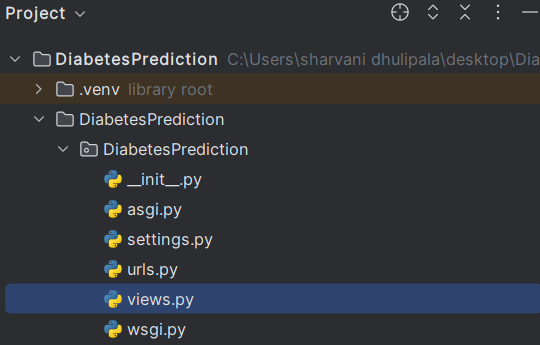 Project
DiabetesPrediction C:\Users\sharvani dhulipala\desktop\Dia
.venv library root
DiabetesPrediction
DiabetesPrediction
__init__.py
asgi.py
settings.py
urls.py
views.py
wsgi.py